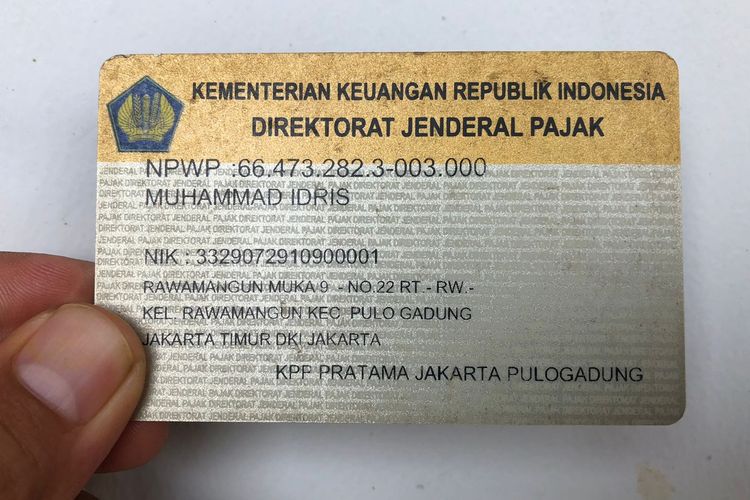 KEMENTERIAN KEUANGAN REPUBLIK INDONESIA
DIREKTORAT JENDERAL PAJAK
NPWP :66.473.282.3-003.000
MUHAMMAD IDRIS
NIK : 3329072910900001
RAWAMANGUN MUKA 9 - NO.22 RT.- RW.-
KEL. RAWAMANGUN KEC. PULO GADUNG
JAKARTA TIMUR DKI JAKARTA
KPP PRATAMA JAKARTA PULOGADUNG